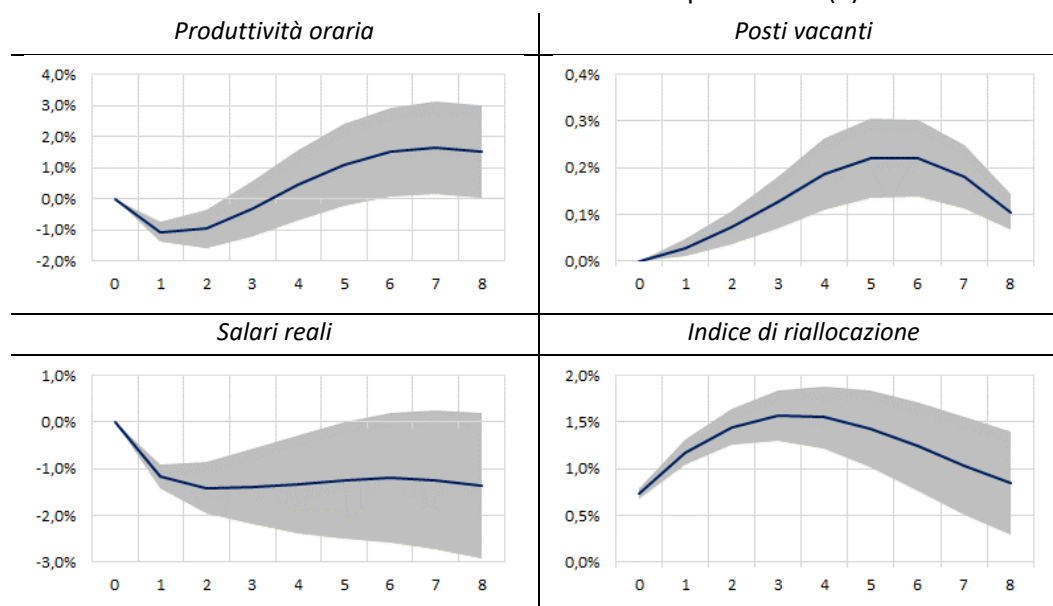 Produttività oraria
Posti vacanti
4,0%
3,0%
2,0%
1,0%
0,0%
-1,0%
-2,0%
0 1 2 3 4 5 6 7 8
0,4%
0,3%
0,2%
0,1%
0,0%
0 1 2 3 4 5 6 7 8
Salari reali
Indice di riallocazione
1,0%
0,0%
-1,0%
-2,0%
-3,0%
0 1 2 3 4 5 6 7 8
2,0%
1,5%
1,0%
0,5%
0,0%
0 1 2 3 4 5 6 7 8